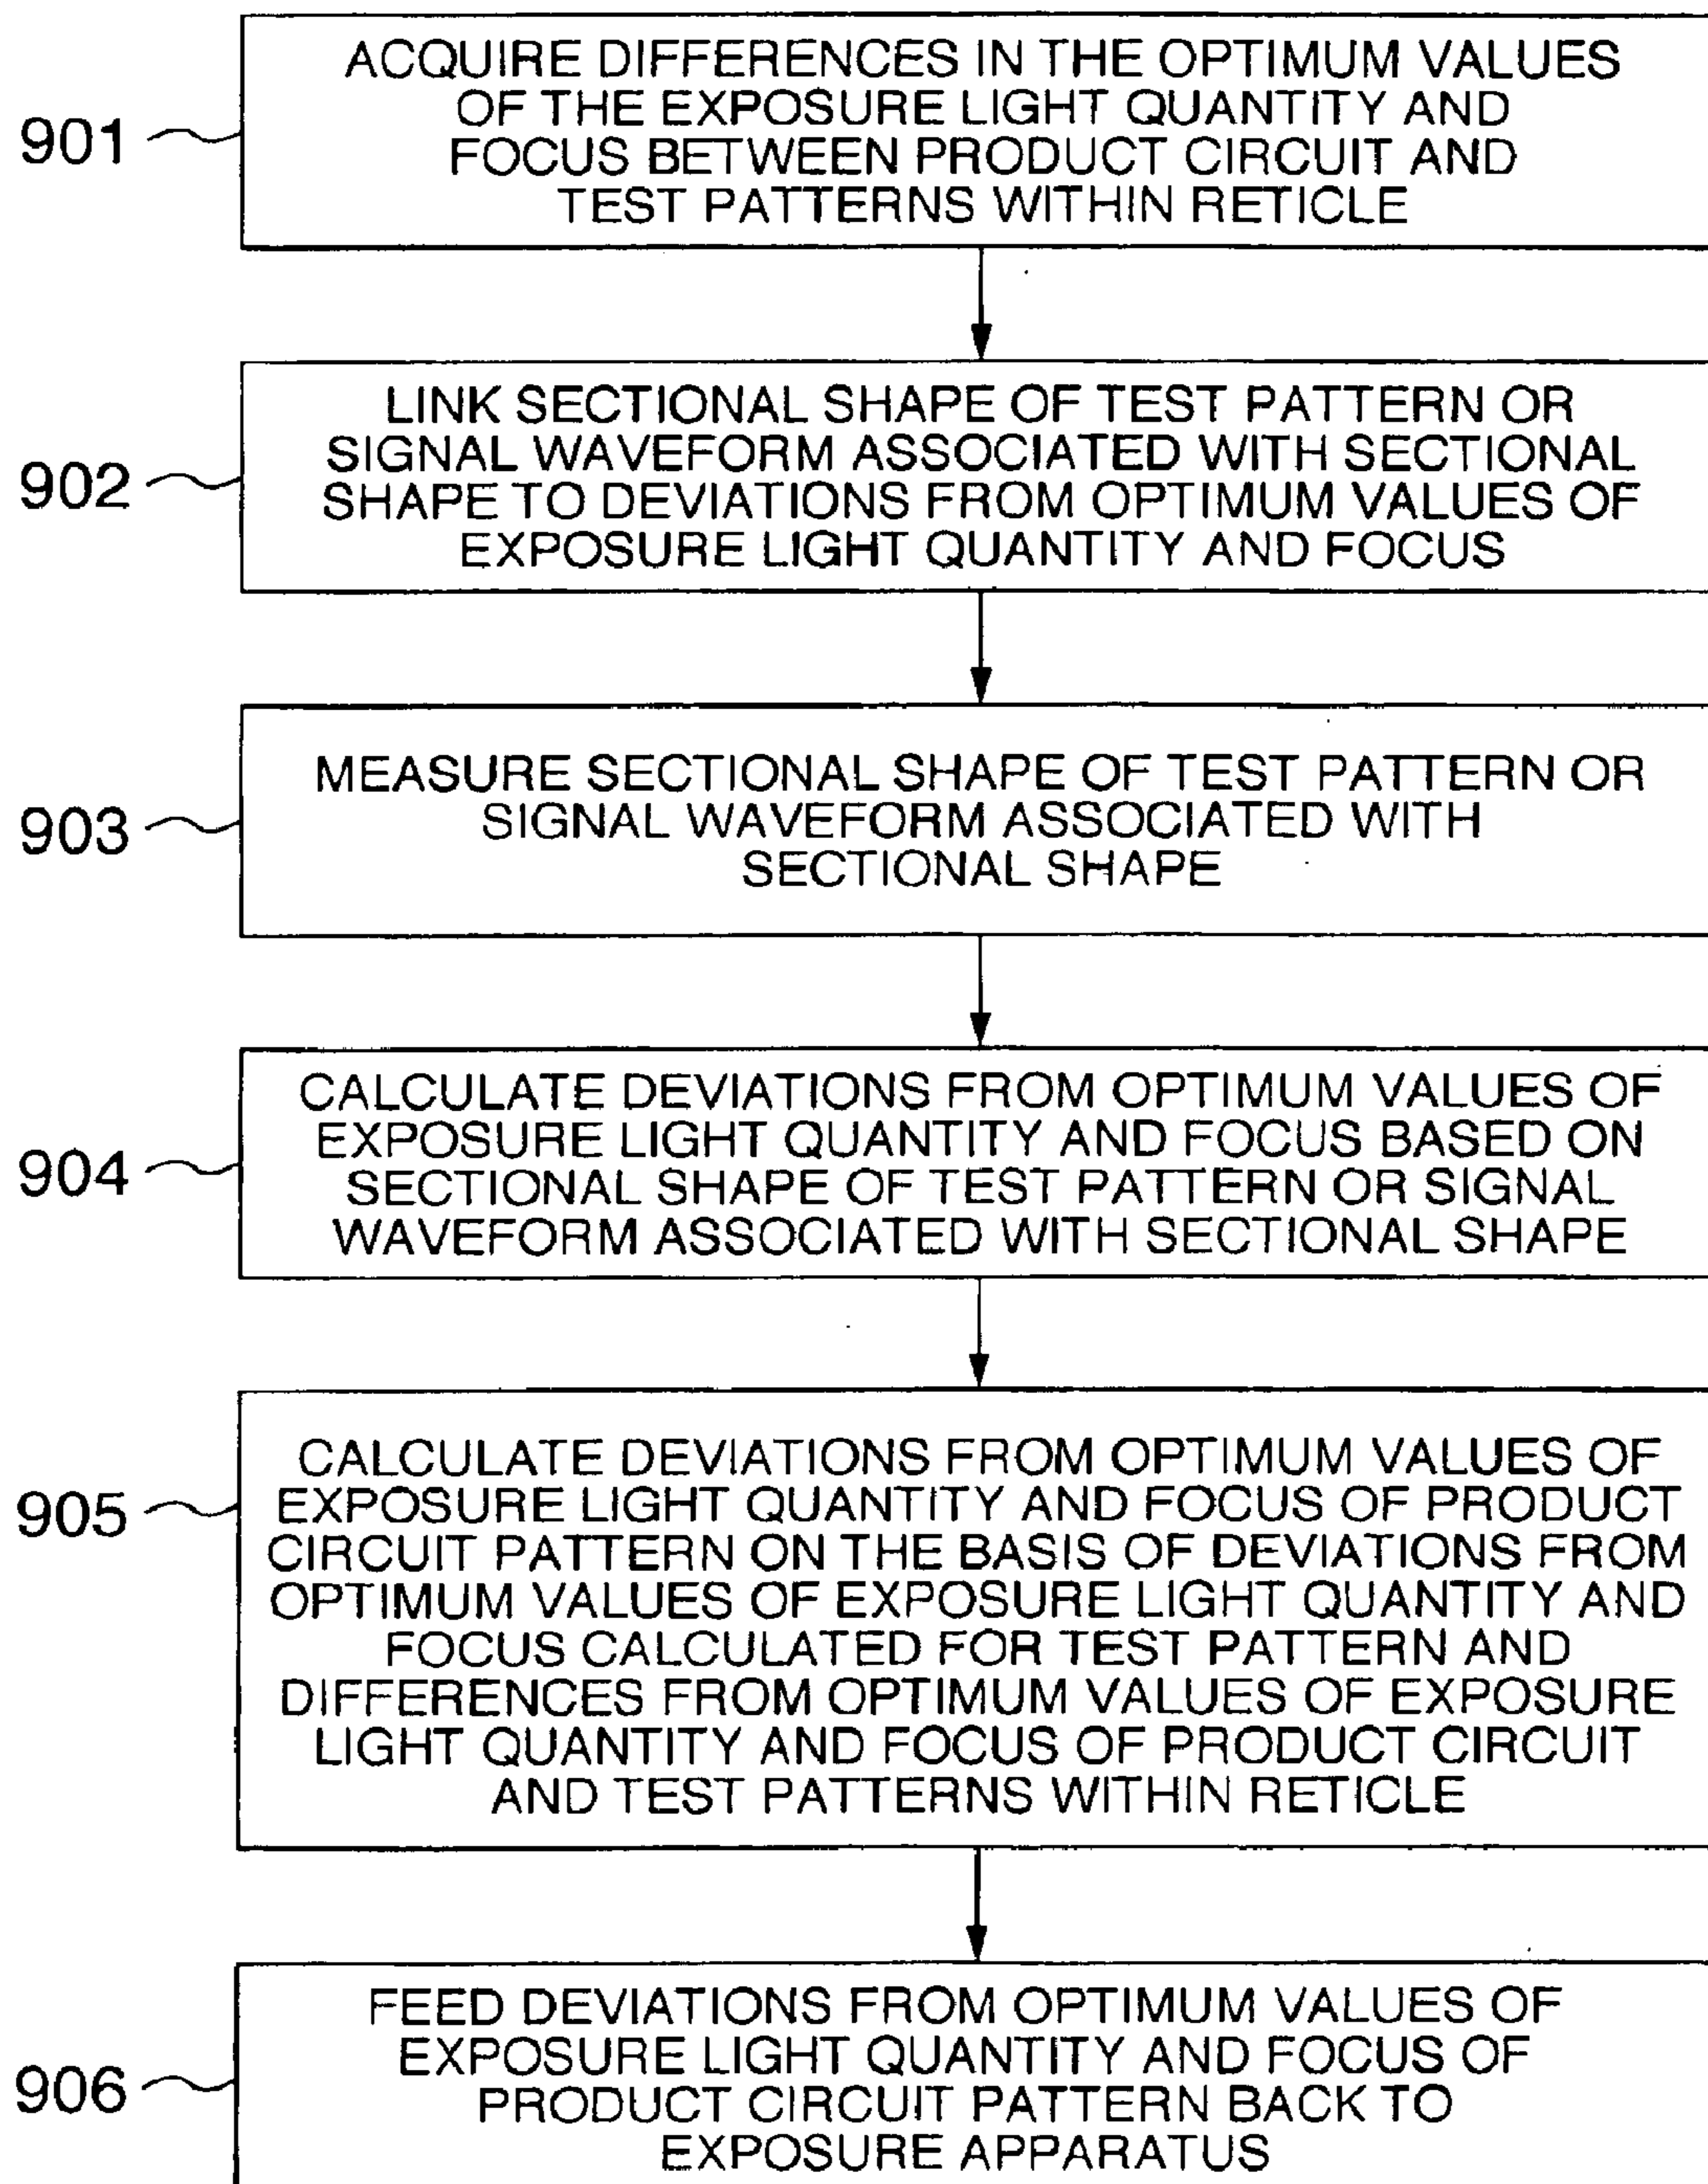 901
ACQUIRE DIFFERENCES IN THE OPTIMUM VALUES
OF THE EXPOSURE LIGHT QUANTITY AND
FOCUS BETWEEN PRODUCT CIRCUIT AND
TEST PATTERNS WITHIN RETICLE
902
LINK SECTIONAL SHAPE OF TEST PATTERN OR
SIGNAL WAVEFORM ASSOCIATED WITH SECTIONAL
SHAPE TO DEVIATIONS FROM OPTIMUM VALUES OF
EXPOSURE LIGHT QUANTITY AND FOCUS
903
MEASURE SECTIONAL SHAPE OF TEST PATTERN OR
SIGNAL WAVEFORM ASSOCIATED WITH
SECTIONAL SHAPE
904
CALCULATE DEVIATIONS FROM OPTIMUM VALUES OF
EXPOSURE LIGHT QUANTITY AND FOCUS BASED ON
SECTIONAL SHAPE OF TEST PATTERN OR SIGNAL
WAVEFORM ASSOCIATED WITH SECTIONAL SHAPE
905
CALCULATE DEVIATIONS FROM OPTIMUM VALUES OF
EXPOSURE LIGHT QUANTITY AND FOCUS OF PRODUCT
CIRCUIT PATTERN ON THE BASIS OF DEVIATIONS FROM
OPTIMUM VALUES OF EXPOSURE LIGHT QUANTITY AND
FOCUS CALCULATED FOR TEST PATTERN AND
DIFFERENCES FROM OPTIMUM VALUES OF EXPOSURE
LIGHT QUANTITY AND FOCUS OF PRODUCT CIRCUIT
AND TEST PATTERNS WITHIN RETICLE
906
FEED DEVIATIONS FROM OPTIMUM VALUES OF
EXPOSURE LIGHT QUANTITY AND FOCUS OF
PRODUCT CIRCUIT PATTERN BACK TO
EXPOSURE APPARATUS